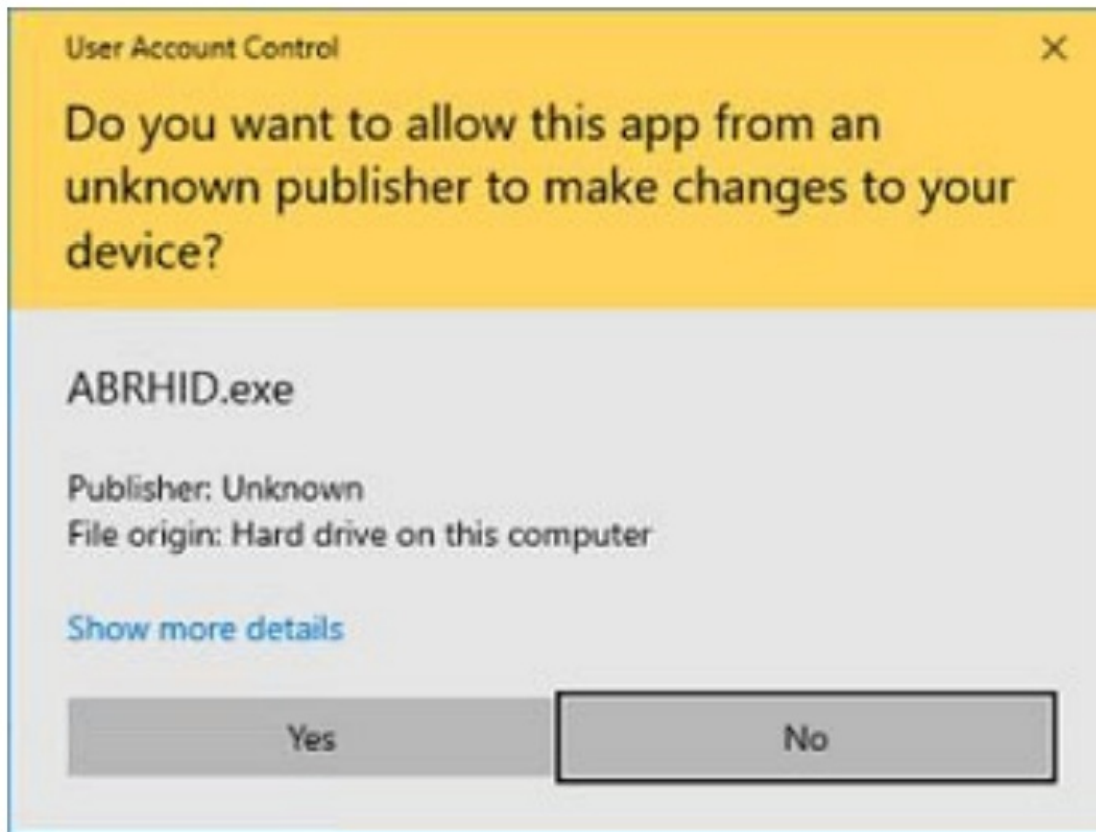 User Account Control
Do you want to allow this app from an
unknown publisher to make changes to your
device?
ABRHID.exe
Publisher: Unknown
File origin: Hard drive on this computer
Show more details
Yes
No